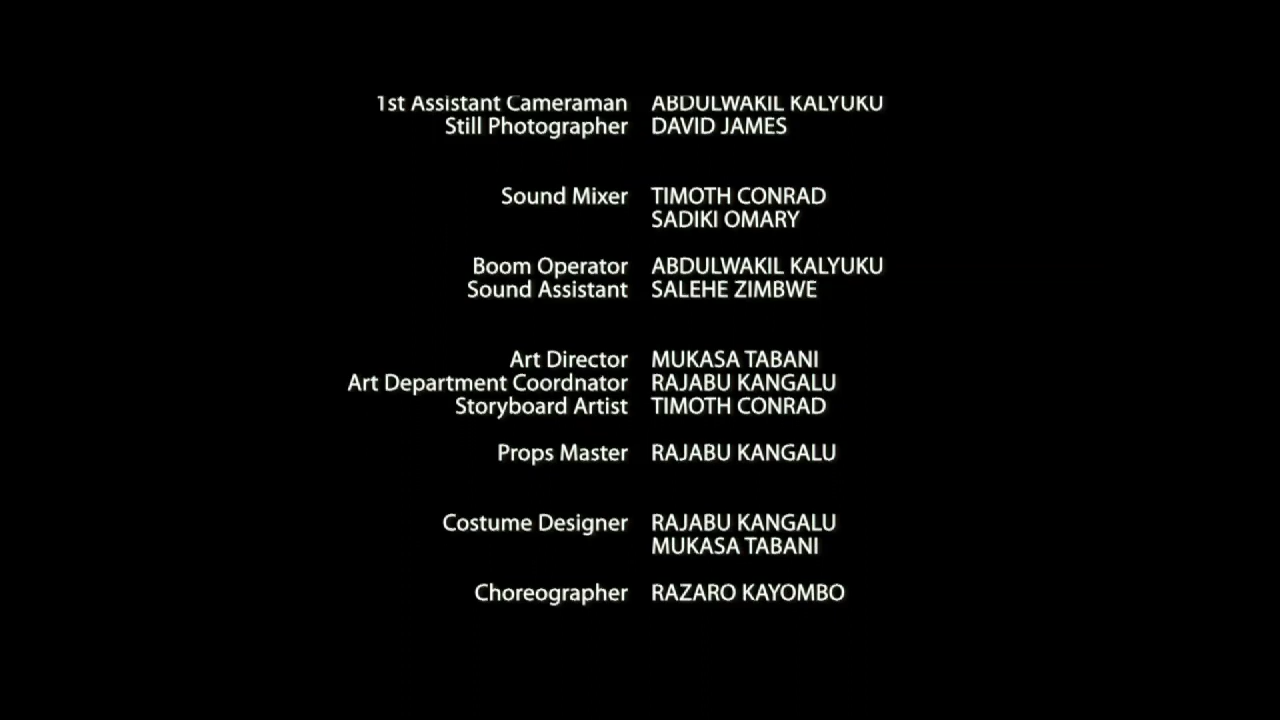 1st Assistant Cameraman ABDULWAKIL KALYUKU
Still Photographer DAVID JAMES
Sound Mixer TIMOTH CONRAD
SADIKI OMARY
Boom Operator ABDULWAKIL KALYUKU
Sound Assistant SALEHE ZIMBWE
Art Director MUKASA TABANI
Art Department Coordnator RAJABU KANGALU
Storyboard Artist TIMOTH CONRAD
Props Master RAJABU KANGALU
Costume Designer RAJABU KANGALU
MUKASA TABANI
Choreographer RAZARO KAYOMBO